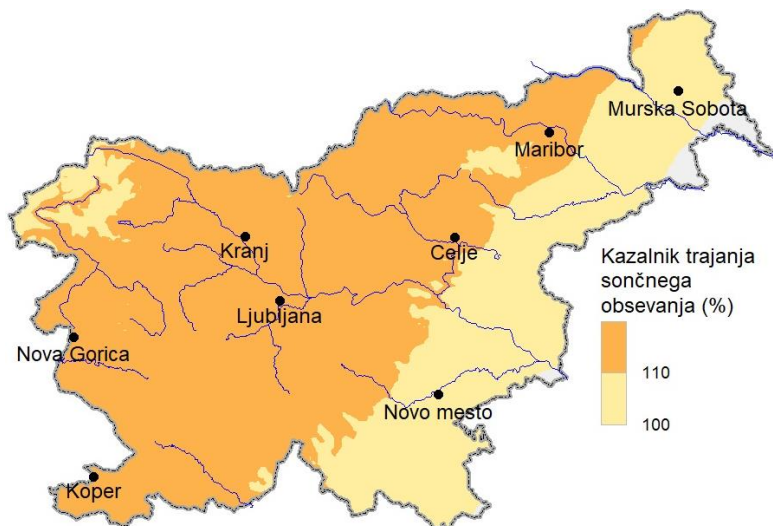 Murska Sobota
Maribor
Kranj
Celje
Kazalnik trajanja
sončnega
obsevanja (%)
Ljubljana
Nova Gorica
110
Novo mesto
100
Koper